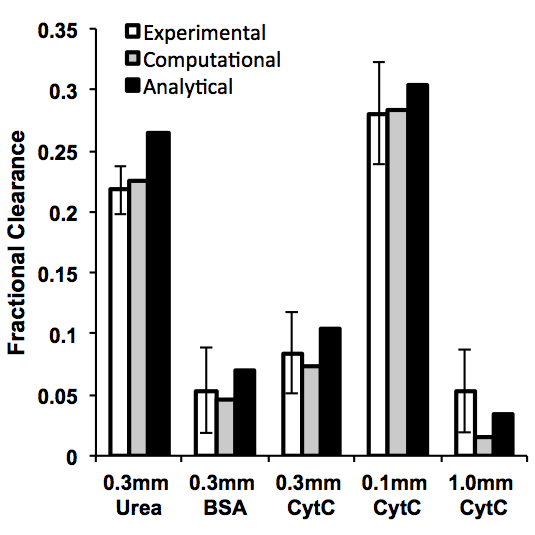 Experimental
Computational
Analytical
Fractional Clearance
0.35
0.3
0.25
0.2
0.15
0.1
0.05
0
0.3mm 0.3mm 0.3mm 0.1mm 1.0mm
Urea BSA CytC CytC CytC